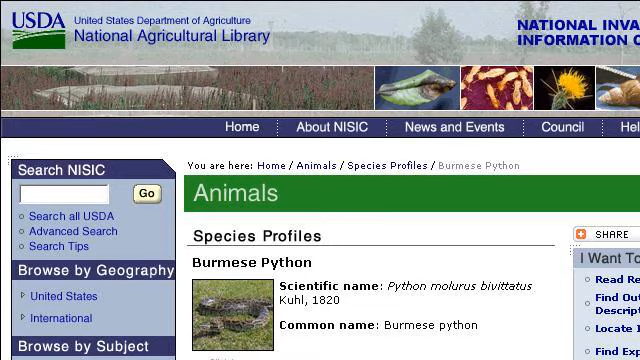 USDA
United States Department of Agriculture
National Agricultural Library
NATIONAL INVA
INFORMATION
Home
About NISIC
News and Events
Council
Hel
Search NISIC
Go
Search all USDA
Advanced Search
Search Tips
Browse by Geography
United States
International
Browse by Subject
You are here: Home / Animals / Species Profiles / Burmese Python
Animals
Species Profiles
Burmese Python
Scientific name: Python molurus bivittatus
Kuhl, 1820
Common name: Burmese python
SHARE
I Want To
Read Re
Find Out
Descript
Locate I
Find Exp